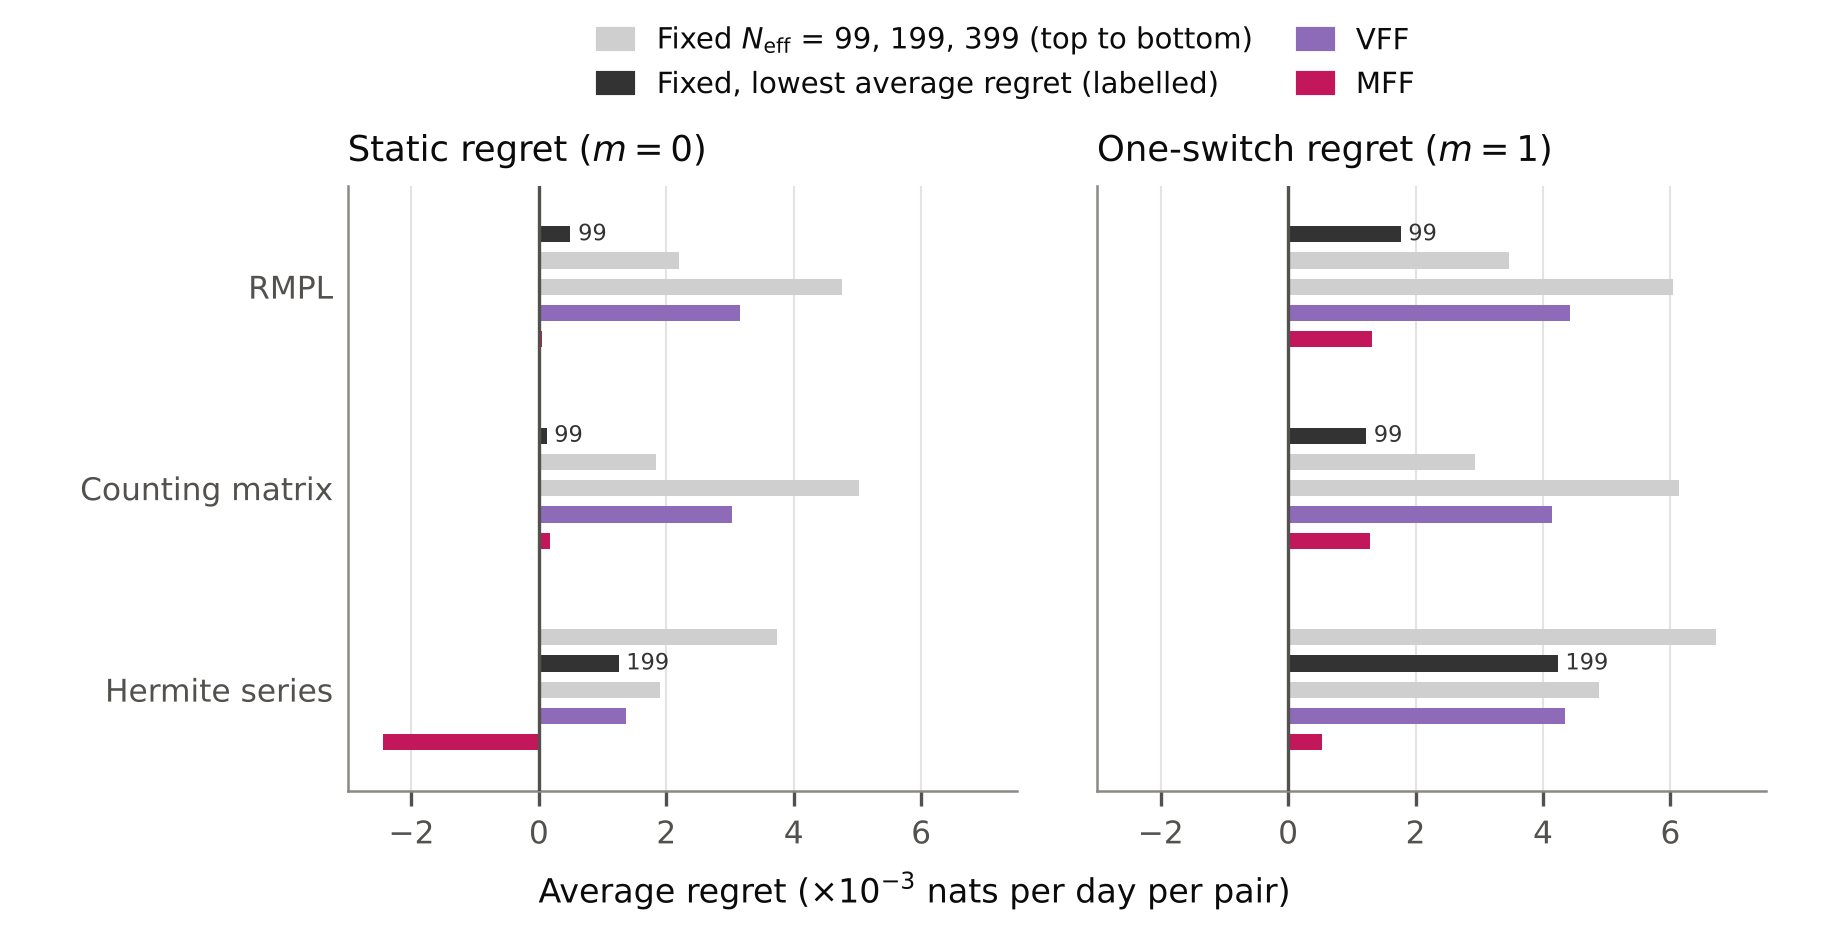 Fixed Neff = 99, 199, 399 (top to bottom)
Fixed, lowest average regret (labelled)
VFF
MFF
Static regret (m = 0)
One-switch regret (m = 1)
RMPL
99
99
Counting matrix
99
99
Hermite series
199
199
−2 0 2 4 6
−2 0 2 4 6
Average regret (×10⁻³ nats per day per pair)